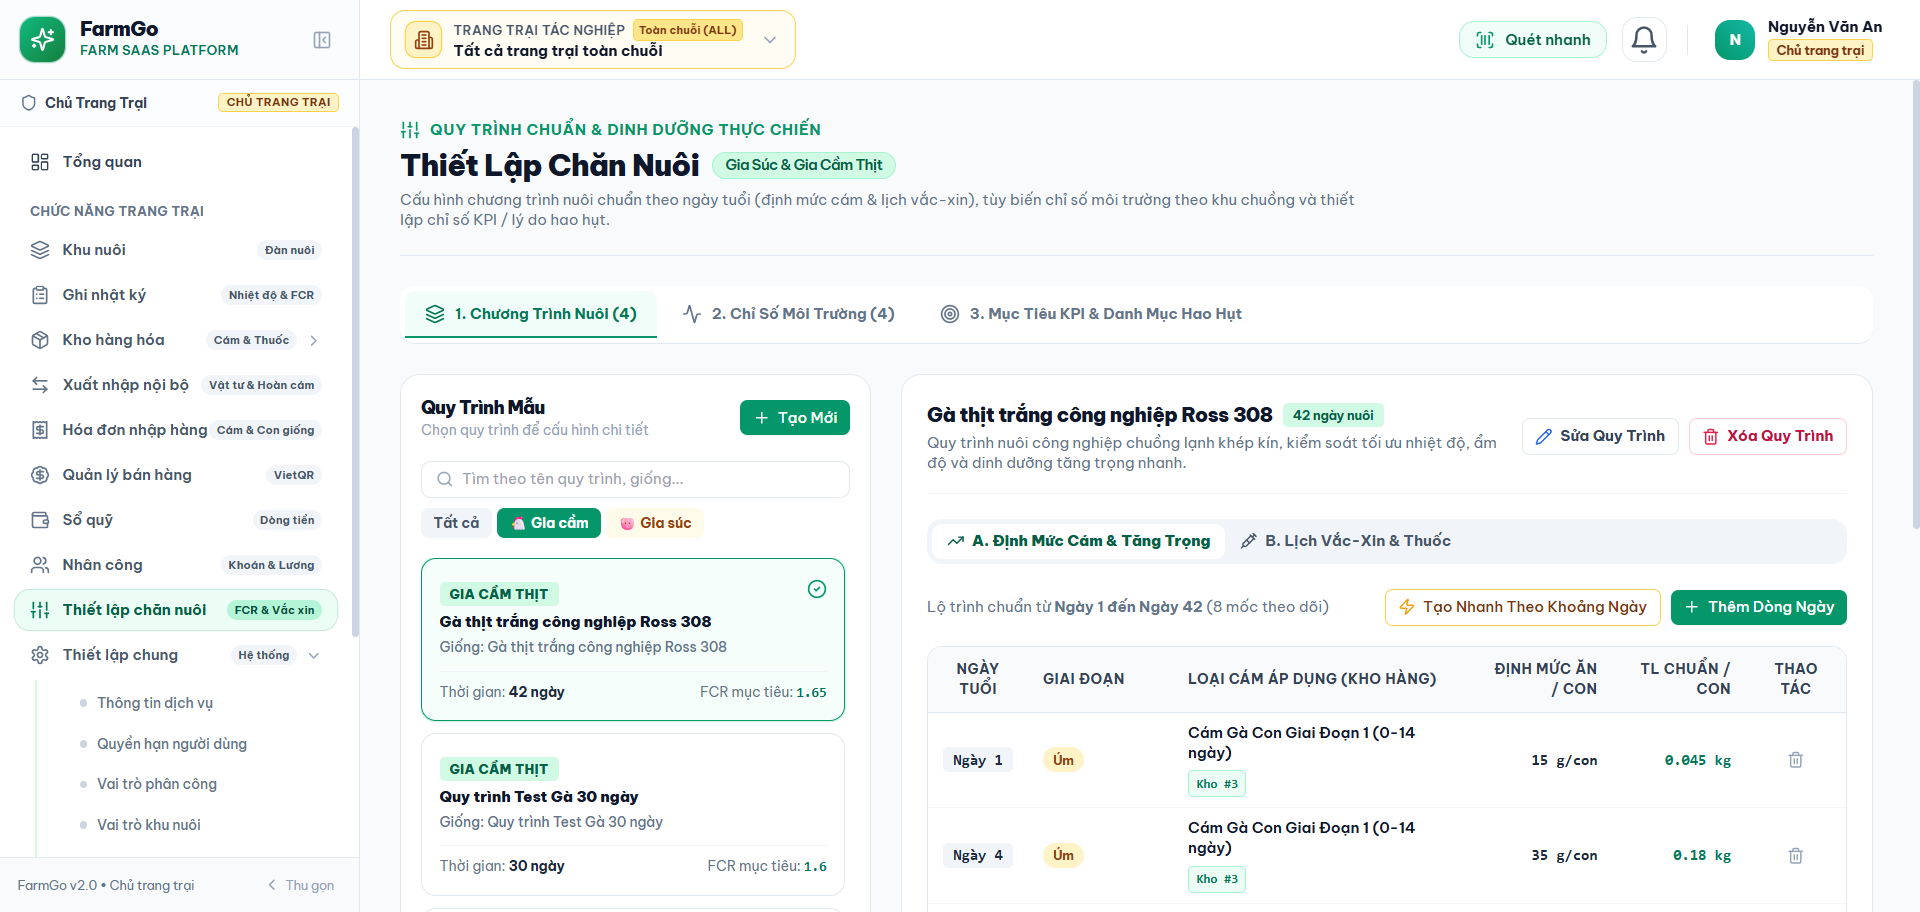 FarmGo
FARM SAAS PLATFORM
Chủ Trang Trại
CHỦ TRANG TRẠI
Tổng quan
CHỨC NĂNG TRANG TRẠI
Khu nuôi
Đàn nuôi
Ghi nhật ký
Nhiệt độ & FCR
Kho hàng hóa
Cám & Thuốc
Xuất nhập nội bộ
Vật tư & Hoàn cám
Hóa đơn nhập hàng
Cám & Con giống
Quản lý bán hàng
VietQR
Sổ quỹ
Dòng tiền
Nhân công
Khoán & Lương
Thiết lập chăn nuôi
FCR & Vắc xin
Thiết lập chung
Hệ thống
Thông tin dịch vụ
Quyền hạn người dùng
Vai trò phân công
Vai trò khu nuôi
FarmGo v2.0 • Chủ trang trại
Thu gọn
TRANG TRẠI TÁC NGHIỆP
Toàn chuỗi (ALL)
Tất cả trang trại toàn chuỗi
Quét nhanh
N
Nguyễn Văn An
Chủ trang trại
QUY TRÌNH CHUẨN & DINH DƯỠNG THỰC CHIẾN
Thiết Lập Chăn Nuôi
Gia Súc & Gia Cầm Thịt
Cấu hình chương trình nuôi chuẩn theo ngày tuổi (định mức cám & lịch vắc-xin), tùy biến chỉ số môi trường theo khu chuồng và thiết
lập chỉ số KPI / lý do hao hụt.
1. Chương Trình Nuôi (4)
2. Chỉ Số Môi Trường (4)
3. Mục Tiêu KPI & Danh Mục Hao Hụt
Quy Trình Mẫu
Chọn quy trình để cấu hình chi tiết
Tạo Mới
Tìm theo tên quy trình, giống...
Tất cả
Gia cầm
Gia súc
GIA CẦM THỊT
Gà thịt trắng công nghiệp Ross 308
Giống: Gà thịt trắng công nghiệp Ross 308
Thời gian: 42 ngày
FCR mục tiêu: 1.65
GIA CẦM THỊT
Quy trình Test Gà 30 ngày
Giống: Quy trình Test Gà 30 ngày
Thời gian: 30 ngày
FCR mục tiêu: 1.6
Gà thịt trắng công nghiệp Ross 308
42 ngày nuôi
Quy trình nuôi công nghiệp chuồng lạnh khép kín, kiểm soát tối ưu nhiệt độ, ẩm
độ và dinh dưỡng tăng trọng nhanh.
Sửa Quy Trình
Xóa Quy Trình
A. Định Mức Cám & Tăng Trọng
B. Lịch Vắc-Xin & Thuốc
Lộ trình chuẩn từ Ngày 1 đến Ngày 42 (8 mốc theo dõi)
Tạo Nhanh Theo Khoảng Ngày
Thêm Dòng Ngày
NGÀY
TUỔI
GIAI ĐOẠN
LOẠI CÁM ÁP DỤNG (KHO HÀNG)
ĐỊNH MỨC ĂN
/ CON
TL CHUẨN /
CON
THAO
TÁC
Ngày 1
Úm
Cám Gà Con Giai Đoạn 1 (0-14
ngày)
Kho #3
15 g/con
0.045 kg
Ngày 4
Úm
Cám Gà Con Giai Đoạn 1 (0-14
ngày)
Kho #3
35 g/con
0.18 kg